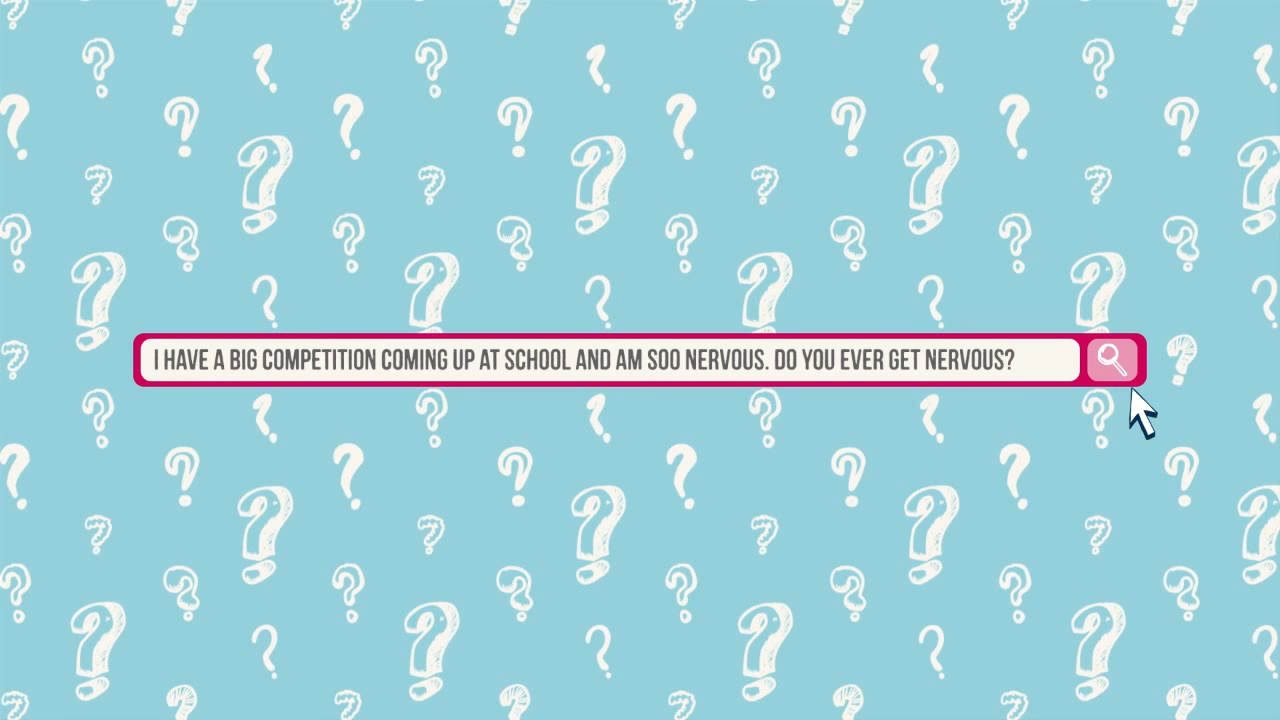 I HAVE A BIG COMPETITION COMING UP AT SCHOOL AND AM SOO NERVOUS. DO YOU EVER GET NERVOUS?